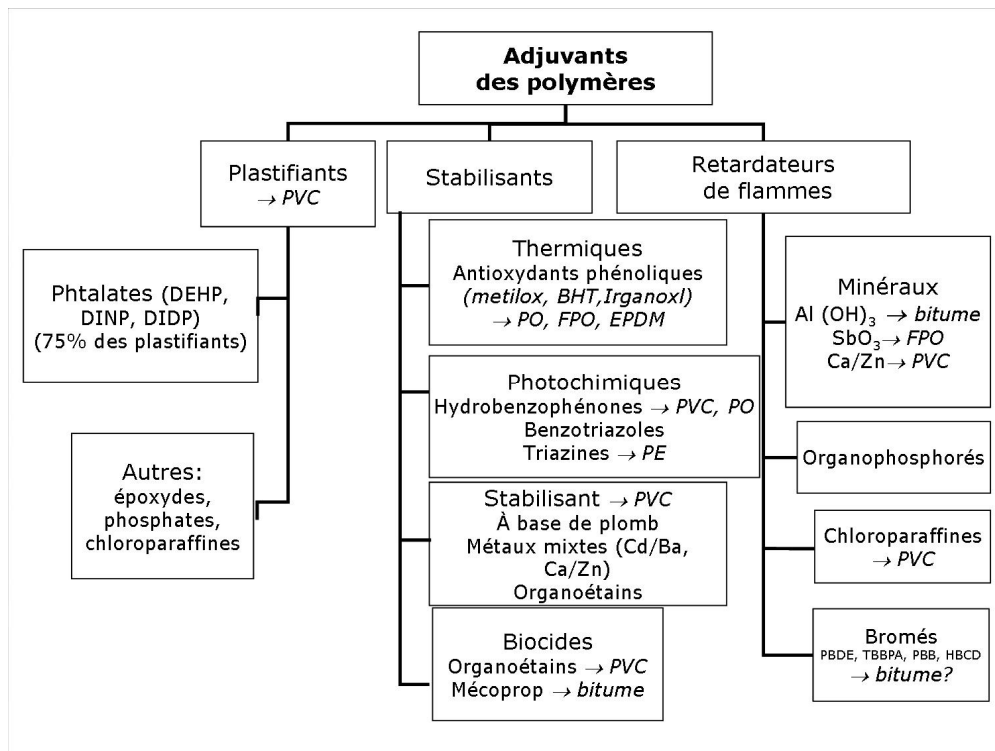 Adjuvants
des polymères
Plastifiants
→ PVC
Stabilisants
Retardateurs
de flammes
Phtalates (DEHP,
DINP, DIDP)
(75% des plastifiants)
Autres:
époxydes,
phosphates,
chloroparaffines
Thermiques
Antioxydants phénoliques
(metilox, BHT,Irganoxl)
→ PO, FPO, EPDM
Photochimiques
Hydrobenzophénones → PVC, PO
Benzotriazoles
Triazines → PE
Stabilisant → PVC
À base de plomb
Métaux mixtes (Cd/Ba,
Ca/Zn)
Organoétains
Biocides
Organoétains → PVC
Mécoprop → bitume
Minéraux
Al (OH)₃ → bitume
SbO₃→ FPO
Ca/Zn→ PVC
Organophosphorés
Chloroparaffines
→ PVC
Bromés
PBDE, TBBPA, PBB, HBCD
→ bitume?